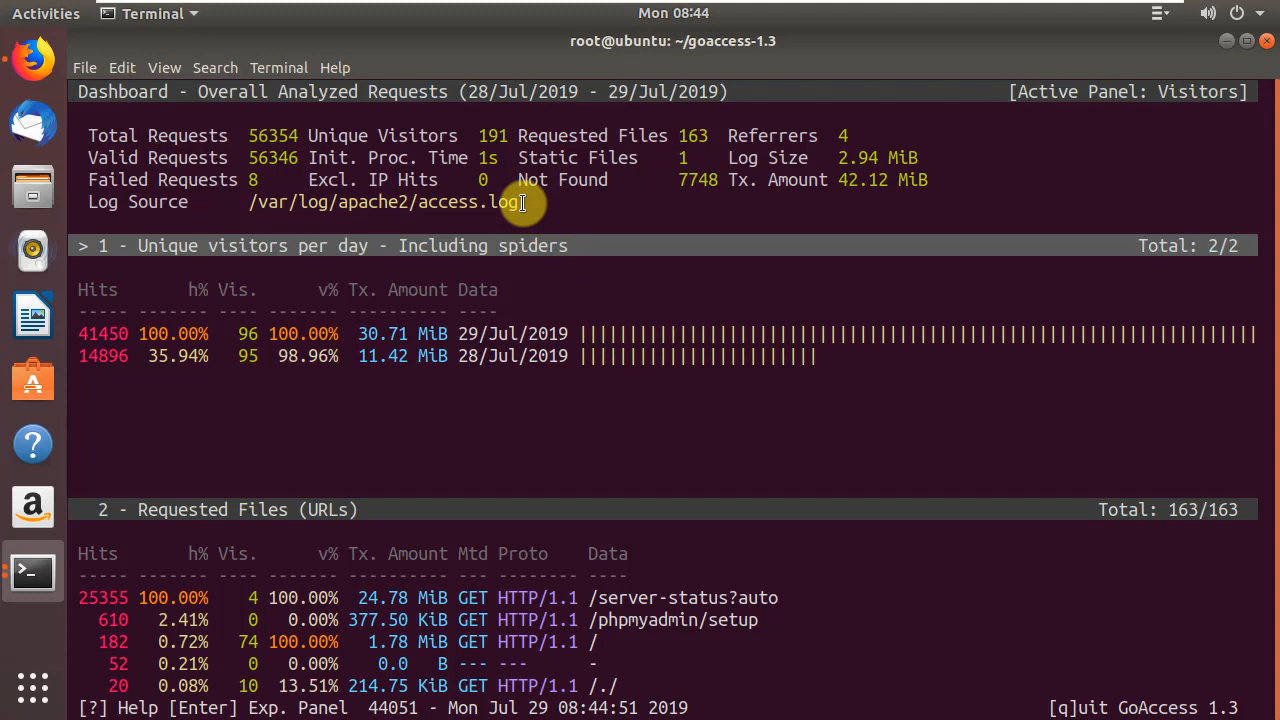 Activities Terminal Mon 08:44
root@ubuntu: ~/goaccess-1.3
File Edit View Search Terminal Help
Dashboard - Overall Analyzed Requests (28/Jul/2019 - 29/Jul/2019) [Active Panel: Visitors]
Total Requests 56354 Unique Visitors 191 Requested Files 163 Referrers 4
Valid Requests 56346 Init. Proc. Time 1s Static Files 1 Log Size 2.94 MiB
Failed Requests 8 Excl. IP Hits 0 Not Found 7748 Tx. Amount 42.12 MiB
Log Source /var/log/apache2/access.log
> 1 - Unique visitors per day - Including spiders Total: 2/2
Hits h% Vis. v% Tx. Amount Data
----- ------- ---- ------- ---------- ----
41450 100.00% 96 100.00% 30.71 MiB 29/Jul/2019 ||||||||||||||||||||||||||||||||||||||||||||||||||||||||||||||||||||
14896 35.94% 95 98.96% 11.42 MiB 28/Jul/2019 ||||||||||||||||||||||||
2 - Requested Files (URLs) Total: 163/163
Hits h% Vis. v% Tx. Amount Mtd Proto Data
----- ------- ---- ------- ---------- --- -------- ----
25355 100.00% 4 100.00% 24.78 MiB GET HTTP/1.1 /server-status?auto
610 2.41% 0 0.00% 377.50 KiB GET HTTP/1.1 /phpmyadmin/setup
182 0.72% 74 100.00% 1.78 MiB GET HTTP/1.1 /
52 0.21% 0 0.00% 0.0 B --- --- -
20 0.08% 10 13.51% 214.75 KiB GET HTTP/1.1 /./
[?] Help [Enter] Exp. Panel 44051 - Mon Jul 29 08:44:51 2019 [q]uit GoAccess 1.3